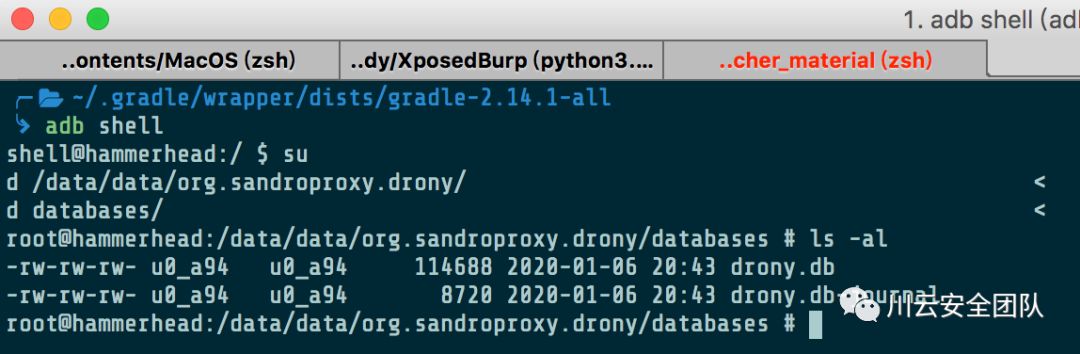 1. adb shell (adb
..ontents/MacOS (zsh)
..dy/XposedBurp (python3....
..cher_material (zsh)
~/.gradle/wrapper/dists/gradle-2.14.1-all
adb shell
shell@hammerhead:/ $ su
d /data/data/org.sandroproxy.drony/ <
d databases/ <
root@hammerhead:/data/data/org.sandroproxy.drony/databases # ls -al
-rw-rw-rw- u0_a94 u0_a94 114688 2020-01-06 20:43 drony.db
-rw-rw-rw- u0_a94 u0_a94 8720 2020-01-06 20:43 drony.db-journal
root@hammerhead:/data/data/org.sandroproxy.drony/databases #
川云安全团队